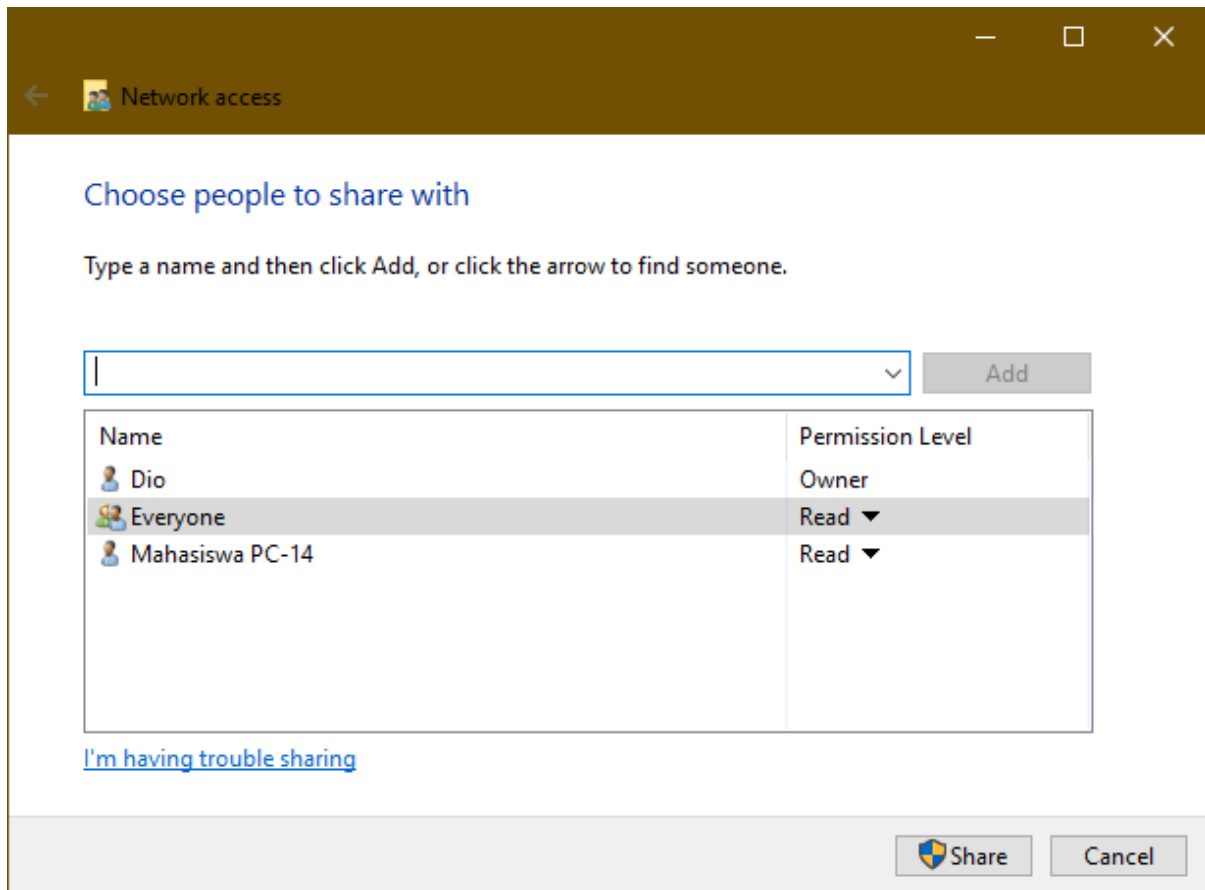 Network access
Choose people to share with
Type a name and then click Add, or click the arrow to find someone.
Add
Name Permission Level
Dio Owner
Everyone Read
Mahasiswa PC-14 Read
I'm having trouble sharing
Share Cancel